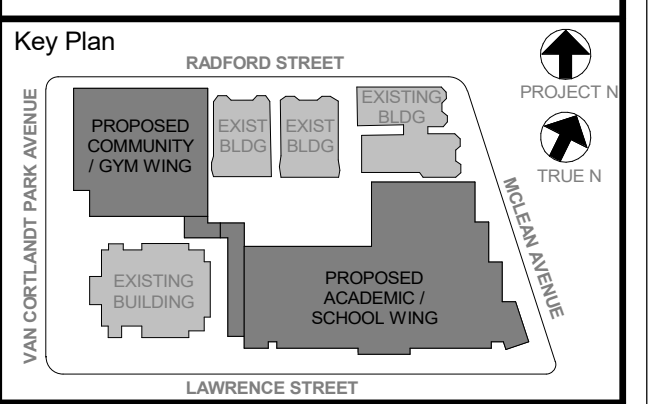 Key Plan
RADFORD STREET
PROJECT N
TRUE N
VAN CORTLANDT PARK AVENUE
PROPOSED
COMMUNITY
/ GYM WING
EXIST
BLDG
EXIST
BLDG
EXISTING
BLDG
MCLEAN AVENUE
EXISTING
BUILDING
PROPOSED
ACADEMIC /
SCHOOL WING
LAWRENCE STREET